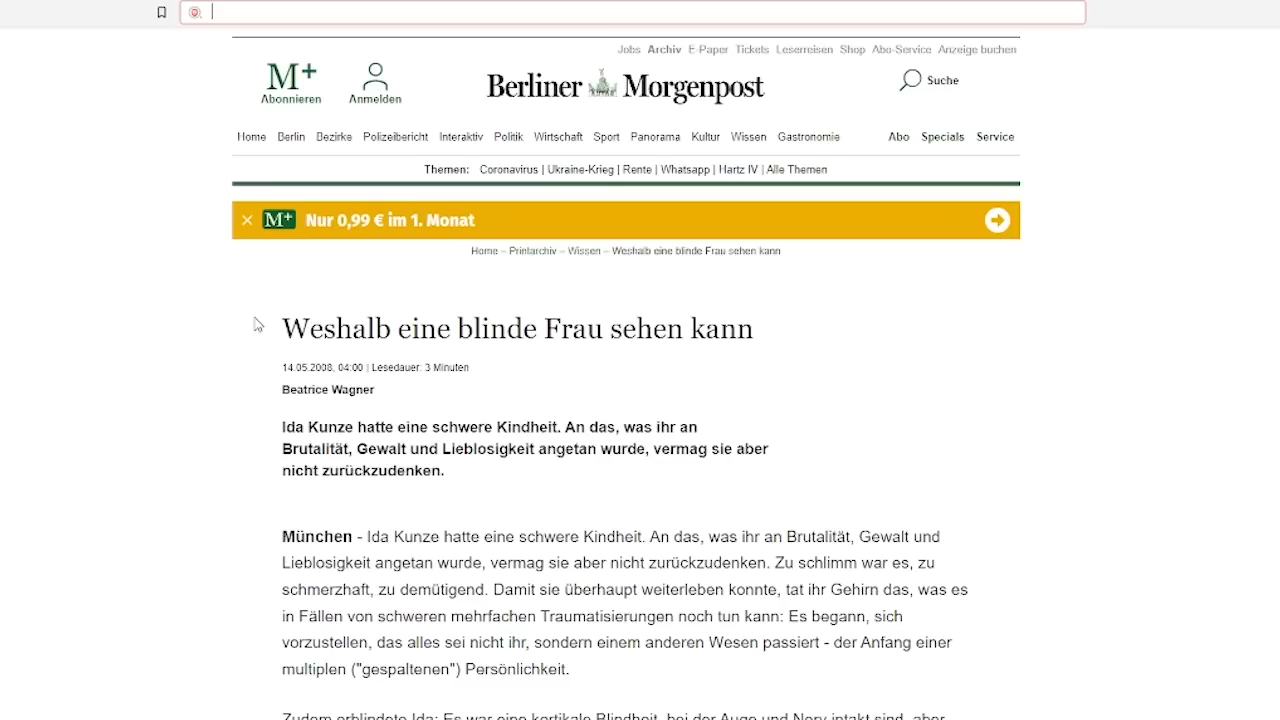 Jobs Archiv E-Paper Tickets Leserreisen Shop Abo-Service Anzeige buchen
M+
Abonnieren
Anmelden
Berliner Morgenpost
Suche
Home Berlin Bezirke Polizeibericht Interaktiv Politik Wirtschaft Sport Panorama Kultur Wissen Gastronomie Abo Specials Service
Themen: Coronavirus | Ukraine-Krieg | Rente | Whatsapp | Hartz IV | Alle Themen
× M+ Nur 0,99 € im 1. Monat
Home – Printarchiv – Wissen – Weshalb eine blinde Frau sehen kann
Weshalb eine blinde Frau sehen kann
14.05.2008, 04:00 | Lesedauer: 3 Minuten
Beatrice Wagner
Ida Kunze hatte eine schwere Kindheit. An das, was ihr an
Brutalität, Gewalt und Lieblosigkeit angetan wurde, vermag sie aber
nicht zurückzudenken.
München - Ida Kunze hatte eine schwere Kindheit. An das, was ihr an Brutalität, Gewalt und
Lieblosigkeit angetan wurde, vermag sie aber nicht zurückzudenken. Zu schlimm war es, zu
schmerzhaft, zu demütigend. Damit sie überhaupt weiterleben konnte, tat ihr Gehirn das, was es
in Fällen von schweren mehrfachen Traumatisierungen noch tun kann: Es begann, sich
vorzustellen, das alles sei nicht ihr, sondern einem anderen Wesen passiert - der Anfang einer
multiplen ("gespaltenen") Persönlichkeit.
Zudem erblindete Ida: Es war eine kortikale Blindheit, bei der Auge und Nerv intakt sind, aber